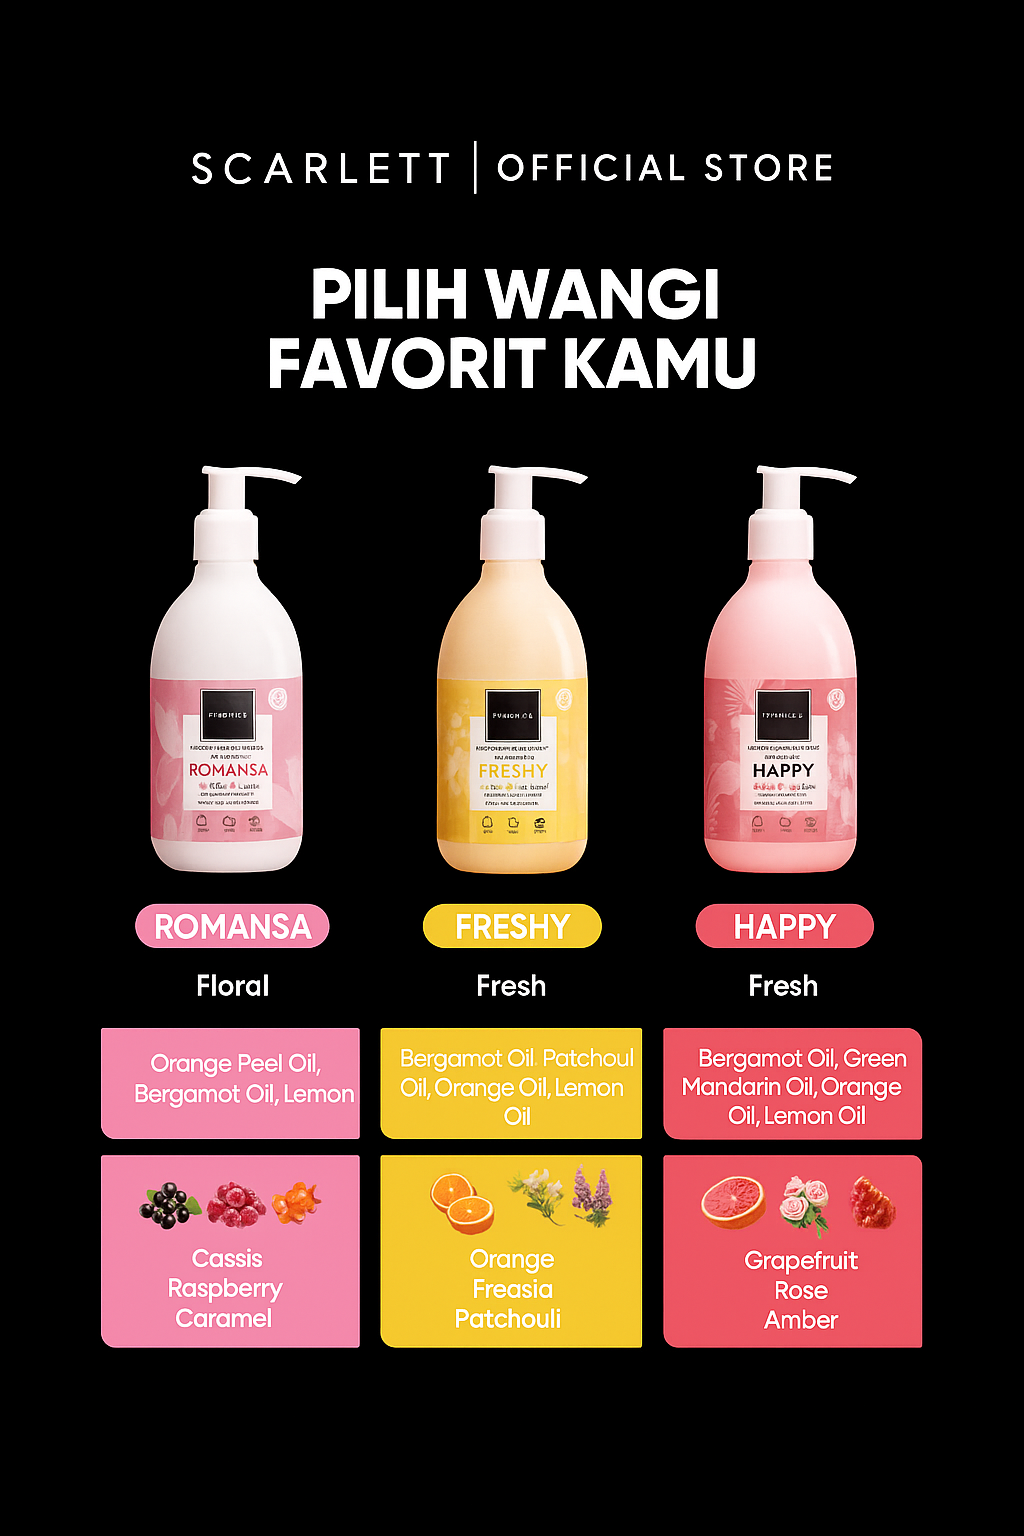 SCARLETT | OFFICIAL STORE
PILIH WANGI
FAVORIT KAMU
ROMANSA
FRESHY
HAPPY
ROMANSA
FRESHY
HAPPY
Floral
Fresh
Fresh
Orange Peel Oil,
Bergamot Oil, Lemon
Bergamot Oil. Patchoul
Oil, Orange Oil, Lemon
Oil
Bergamot Oil, Green
Mandarin Oil, Orange
Oil, Lemon Oil
Cassis
Raspberry
Caramel
Orange
Freasia
Patchouli
Grapefruit
Rose
Amber